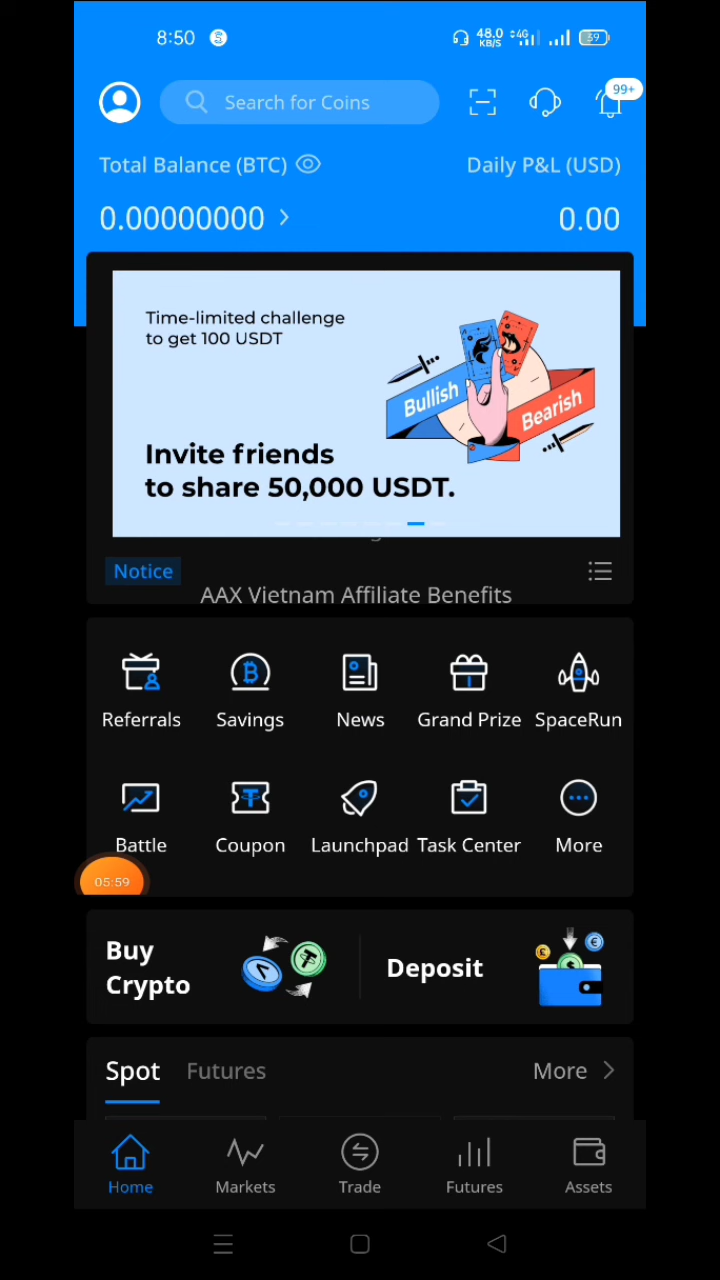 8:50
48.0
KB/S
4G
59
Search for Coins
99+
Total Balance (BTC)
Daily P&L (USD)
0.00000000
0.00
Time-limited challenge
to get 100 USDT
Bullish
Bearish
Invite friends
to share 50,000 USDT.
Notice
AAX Vietnam Affiliate Benefits
Referrals
Savings
News
Grand Prize
SpaceRun
Battle
Coupon
Launchpad
Task Center
More
05:59
Buy
Crypto
Deposit
Spot
Futures
More
Home
Markets
Trade
Futures
Assets